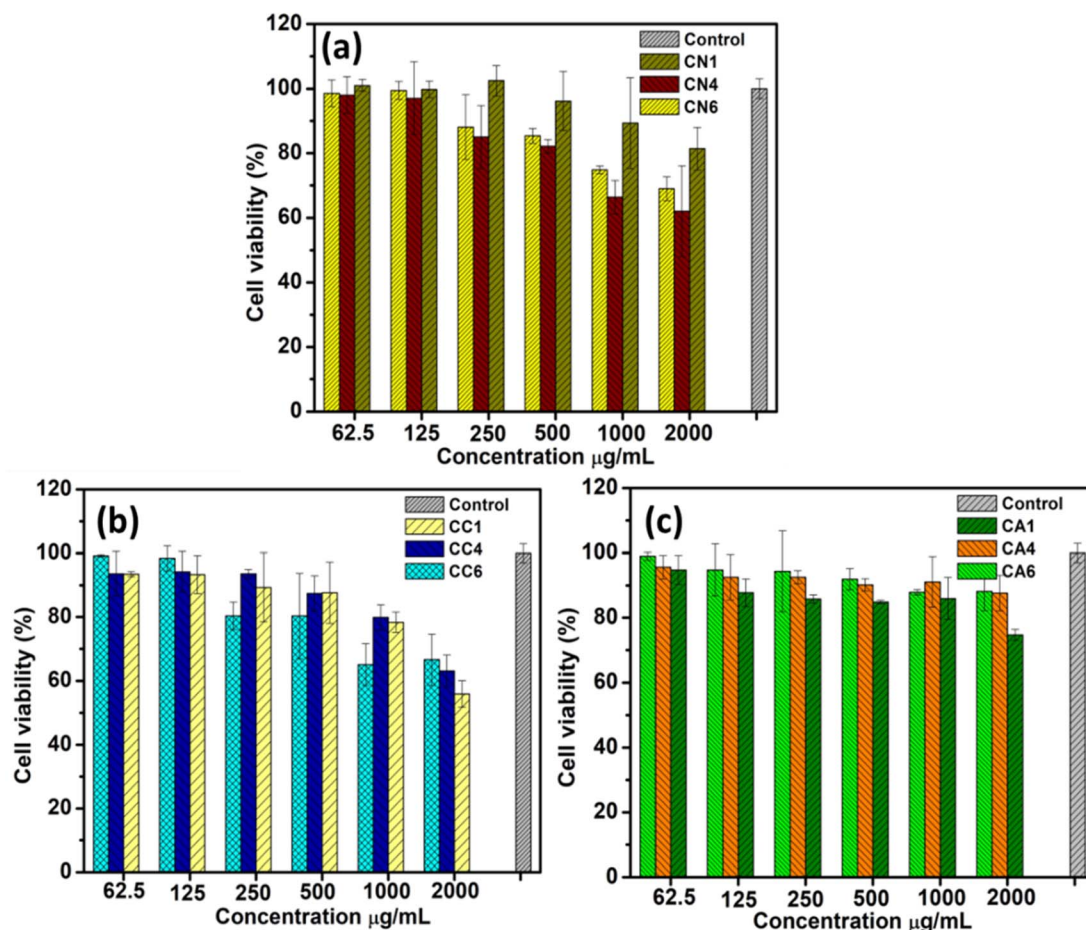 (a)
Control
CN1
CN4
CN6
120
100
80
60
40
20
0
Cell viability (%)
62.5 125 250 500 1000 2000
Concentration μg/mL
(b)
Control
CC1
CC4
CC6
120
100
80
60
40
20
0
Cell viability (%)
62.5 125 250 500 1000 2000
Concentration μg/mL
(c)
Control
CA1
CA4
CA6
120
100
80
60
40
20
0
Cell viability (%)
62.5 125 250 500 1000 2000
Concentration μg/mL